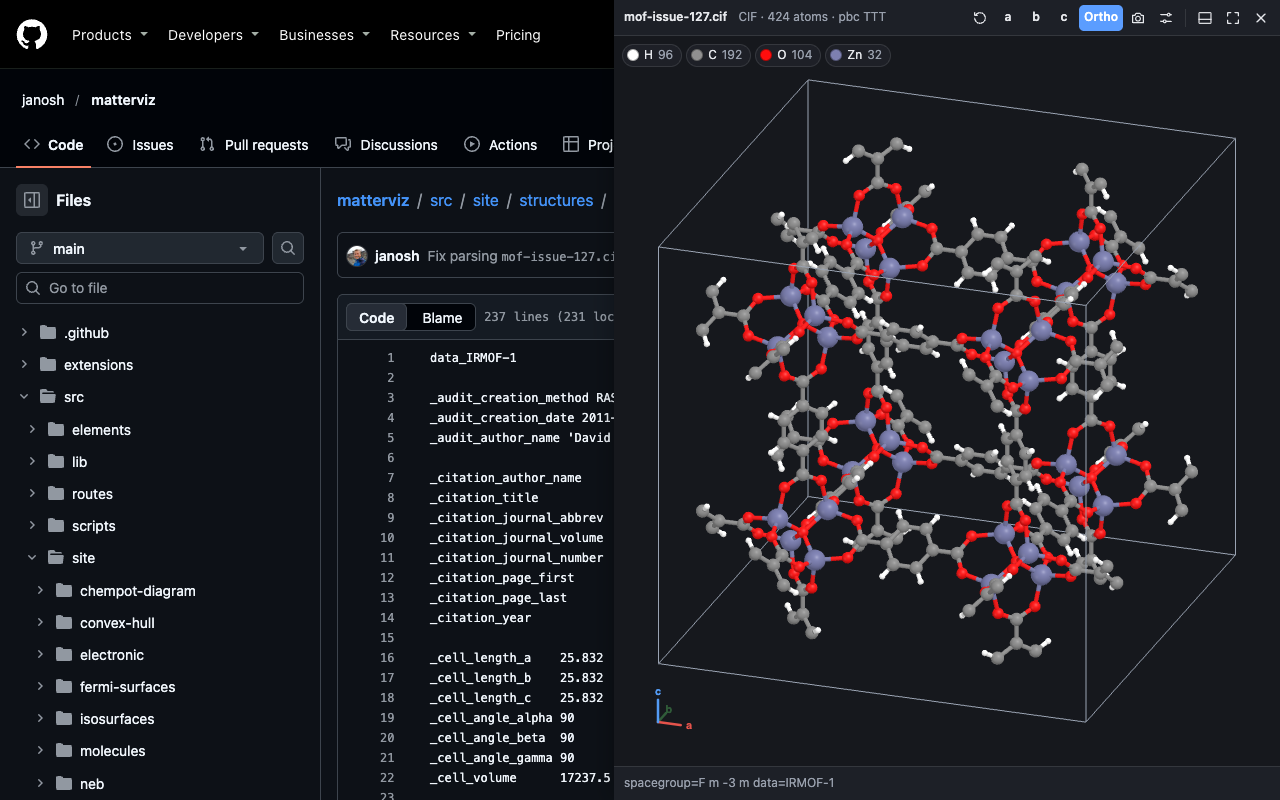 Products Developers Businesses Resources Pricing
janosh / matterviz
Code Issues Pull requests Discussions Actions
Files
main
Go to file
.github
extensions
src
elements
lib
routes
scripts
site
chempot-diagram
convex-hull
electronic
fermi-surfaces
isosurfaces
molecules
neb
matterviz / src / site / structures /
janosh Fix parsing
Code Blame 237 lines (231 loc
1 data_IRMOF-1
2
3 _audit_creation_method
4 _audit_creation_date 2011-
5 _audit_author_name 'David
6
7 _citation_author_name
8 _citation_title
9 _citation_journal_abbrev
10 _citation_journal_volume
11 _citation_journal_number
12 _citation_page_first
13 _citation_page_last
14 _citation_year
15
16 _cell_length_a 25.832
17 _cell_length_b 25.832
18 _cell_length_c 25.832
19 _cell_angle_alpha 90
20 _cell_angle_beta 90
21 _cell_angle_gamma 90
22 _cell_volume 17237.5
23
mof-issue-127.cif CIF · 424 atoms · pbc TTT
a b c Ortho
H 96 C 192 O 104 Zn 32
c
b
a
spacegroup=F m -3 m data=IRMOF-1